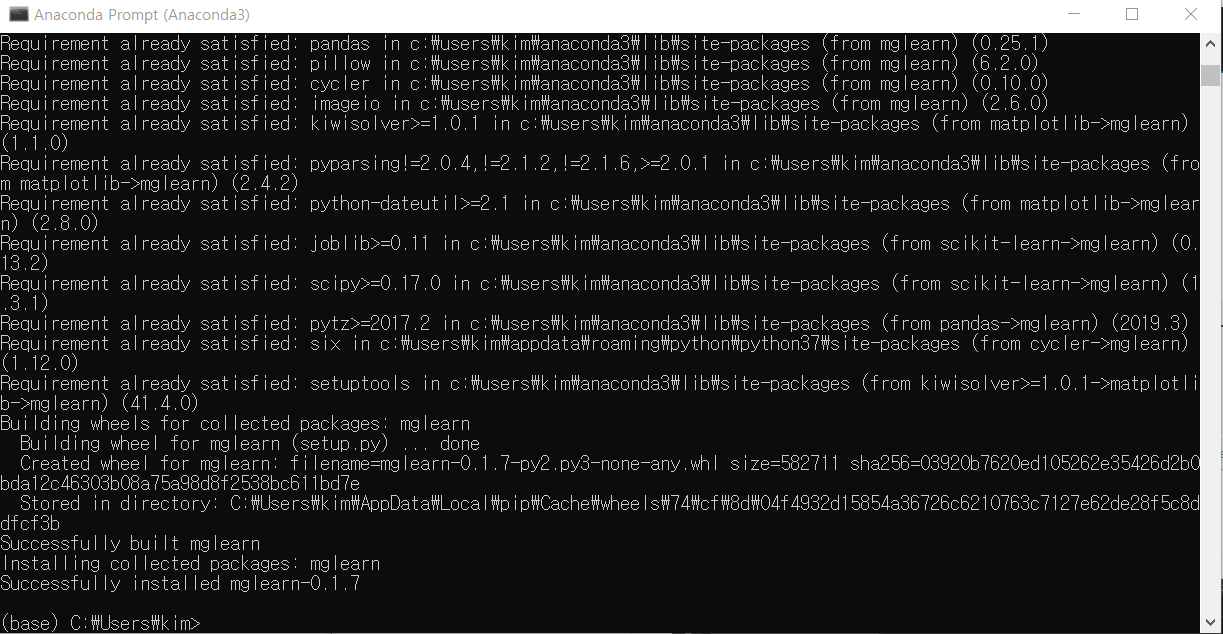 Anaconda Prompt (Anaconda3)
Requirement already satisfied: pandas in c:₩users₩kim₩anaconda3₩lib₩site-packages (from mglearn) (0.25.1)
Requirement already satisfied: pillow in c:₩users₩kim₩anaconda3₩lib₩site-packages (from mglearn) (6.2.0)
Requirement already satisfied: cycler in c:₩users₩kim₩anaconda3₩lib₩site-packages (from mglearn) (0.10.0)
Requirement already satisfied: imageio in c:₩users₩kim₩anaconda3₩lib₩site-packages (from mglearn) (2.6.0)
Requirement already satisfied: kiwisolver>=1.0.1 in c:₩users₩kim₩anaconda3₩lib₩site-packages (from matplotlib->mglearn)
(1.1.0)
Requirement already satisfied: pyparsing!=2.0.4,!=2.1.2,!=2.1.6,>=2.0.1 in c:₩users₩kim₩anaconda3₩lib₩site-packages (fro
m matplotlib->mglearn) (2.4.2)
Requirement already satisfied: python-dateutil>=2.1 in c:₩users₩kim₩anaconda3₩lib₩site-packages (from matplotlib->mglear
n) (2.8.0)
Requirement already satisfied: joblib>=0.11 in c:₩users₩kim₩anaconda3₩lib₩site-packages (from scikit-learn->mglearn) (0.
13.2)
Requirement already satisfied: scipy>=0.17.0 in c:₩users₩kim₩anaconda3₩lib₩site-packages (from scikit-learn->mglearn) (1
.3.1)
Requirement already satisfied: pytz>=2017.2 in c:₩users₩kim₩anaconda3₩lib₩site-packages (from pandas->mglearn) (2019.3)
Requirement already satisfied: six in c:₩users₩kim₩appdata₩roaming₩python₩python37₩site-packages (from cycler->mglearn)
(1.12.0)
Requirement already satisfied: setuptools in c:₩users₩kim₩anaconda3₩lib₩site-packages (from kiwisolver>=1.0.1->matplotli
b->mglearn) (41.4.0)
Building wheels for collected packages: mglearn
Building wheel for mglearn (setup.py) ... done
Created wheel for mglearn: filename=mglearn-0.1.7-py2.py3-none-any.whl size=582711 sha256=03920b7620ed105262e35426d2b0
bda12c46303b08a75a98d8f2538bc611bd7e
Stored in directory: C:₩Users₩kim₩AppData₩Local₩pip₩Cache₩wheels₩74₩cf₩8d₩04f4932d15854a36726c6210763c7127e62de28f5c8d
dfcf3b
Successfully built mglearn
Installing collected packages: mglearn
Successfully installed mglearn-0.1.7
(base) C:₩Users₩kim>